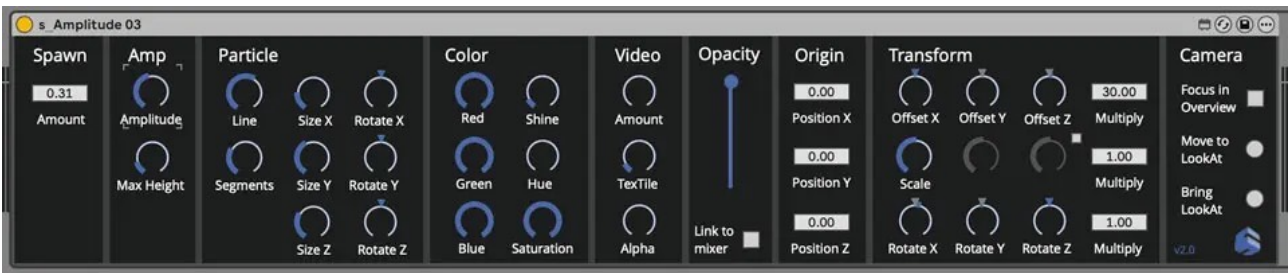 s_Amplitude 03
Spawn
0.31
Amount
Amp
Amplitude
Max Height
Particle
Line
Size X
Rotate X
Segments
Size Y
Rotate Y
Size Z
Rotate Z
Color
Red
Shine
Green
Hue
Blue
Saturation
Video
Amount
TexTile
Alpha
Opacity
Link to
mixer
Origin
0.00
Position X
0.00
Position Y
0.00
Position Z
Transform
Offset X
Offset Y
Offset Z
30.00
Multiply
Scale
1.00
Multiply
Rotate X
Rotate Y
Rotate Z
1.00
Multiply
Camera
Focus in
Overview
Move to
LookAt
Bring
LookAt
v2.0